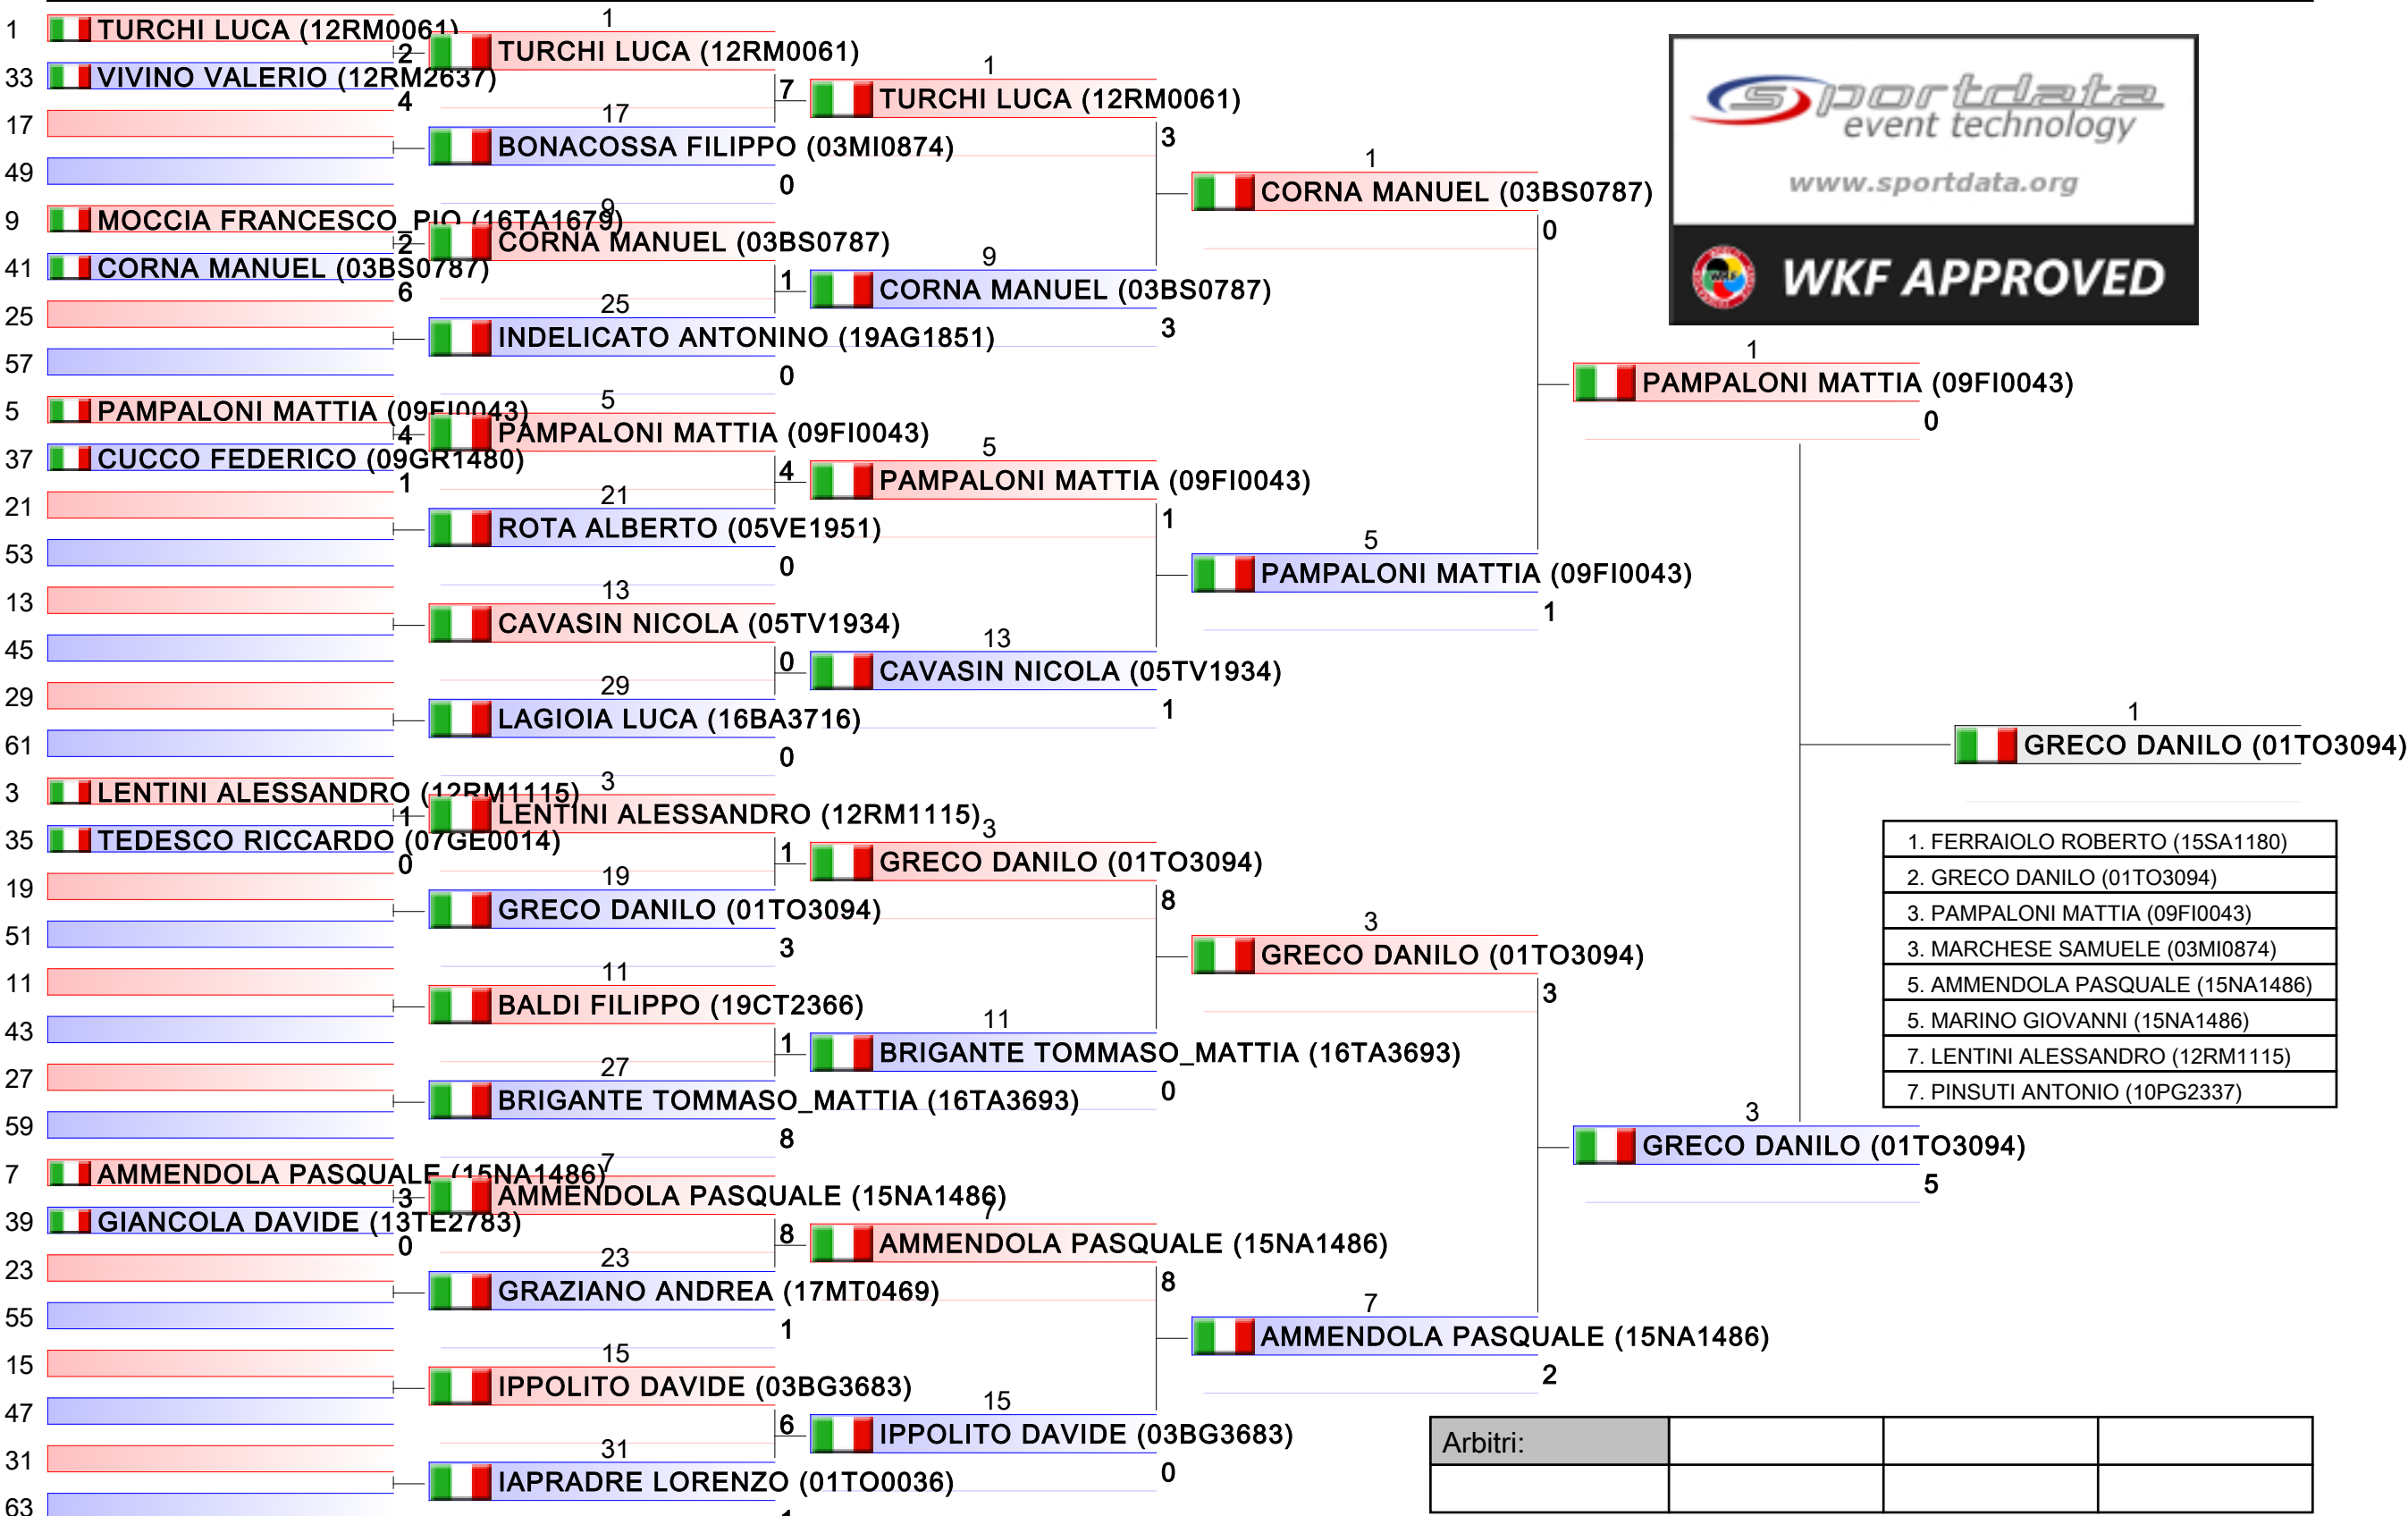 1 TURCHI LUCA (12RM0061)
2
33 VIVINO VALERIO (12RM2637)
4
17
49
9 MOCCIA FRANCESCO_PIO (16TA1679)
2
41 CORNA MANUEL (03BS0787)
6
25
57
5 PAMPALONI MATTIA (09FI0043)
4
37 CUCCO FEDERICO (09GR1480)
1
21
53
13
45
29
61
3 LENTINI ALESSANDRO (12RM1115)
1
35 TEDESCO RICCARDO (07GE0014)
0
19
51
11
43
27
59
7 AMMENDOLA PASQUALE (15NA1486)
3
39 GIANCOLA DAVIDE (13TE2783)
0
23
55
15
47
31
63
1
TURCHI LUCA (12RM0061)
7
17
BONACOSSA FILIPPO (03MI0874)
0
9
CORNA MANUEL (03BS0787)
1
25
INDELICATO ANTONINO (19AG1851)
0
5
PAMPALONI MATTIA (09FI0043)
4
21
ROTA ALBERTO (05VE1951)
0
13
CAVASIN NICOLA (05TV1934)
0
29
LAGIOIA LUCA (16BA3716)
0
3
LENTINI ALESSANDRO (12RM1115)
1
19
GRECO DANILO (01TO3094)
3
11
BALDI FILIPPO (19CT2366)
1
27
BRIGANTE TOMMASO_MATTIA (16TA3693)
8
7
AMMENDOLA PASQUALE (15NA1486)
8
23
GRAZIANO ANDREA (17MT0469)
1
15
IPPOLITO DAVIDE (03BG3683)
6
31
IAPRADRE LORENZO (01TO0036)
1
TURCHI LUCA (12RM0061)
3
9
CORNA MANUEL (03BS0787)
3
5
PAMPALONI MATTIA (09FI0043)
1
13
CAVASIN NICOLA (05TV1934)
1
3
GRECO DANILO (01TO3094)
8
11
BRIGANTE TOMMASO_MATTIA (16TA3693)
0
7
AMMENDOLA PASQUALE (15NA1486)
8
15
IPPOLITO DAVIDE (03BG3683)
0
1
CORNA MANUEL (03BS0787)
0
5
PAMPALONI MATTIA (09FI0043)
1
3
GRECO DANILO (01TO3094)
3
7
AMMENDOLA PASQUALE (15NA1486)
2
sportdata
event technology
www.sportdata.org
WKF
WKF APPROVED
1
PAMPALONI MATTIA (09FI0043)
0
3
GRECO DANILO (01TO3094)
5
1
GRECO DANILO (01TO3094)
1. FERRAIOLO ROBERTO (15SA1180)
2. GRECO DANILO (01TO3094)
3. PAMPALONI MATTIA (09FI0043)
3. MARCHESE SAMUELE (03MI0874)
5. AMMENDOLA PASQUALE (15NA1486)
5. MARINO GIOVANNI (15NA1486)
7. LENTINI ALESSANDRO (12RM1115)
7. PINSUTI ANTONIO (10PG2337)
Arbitri: